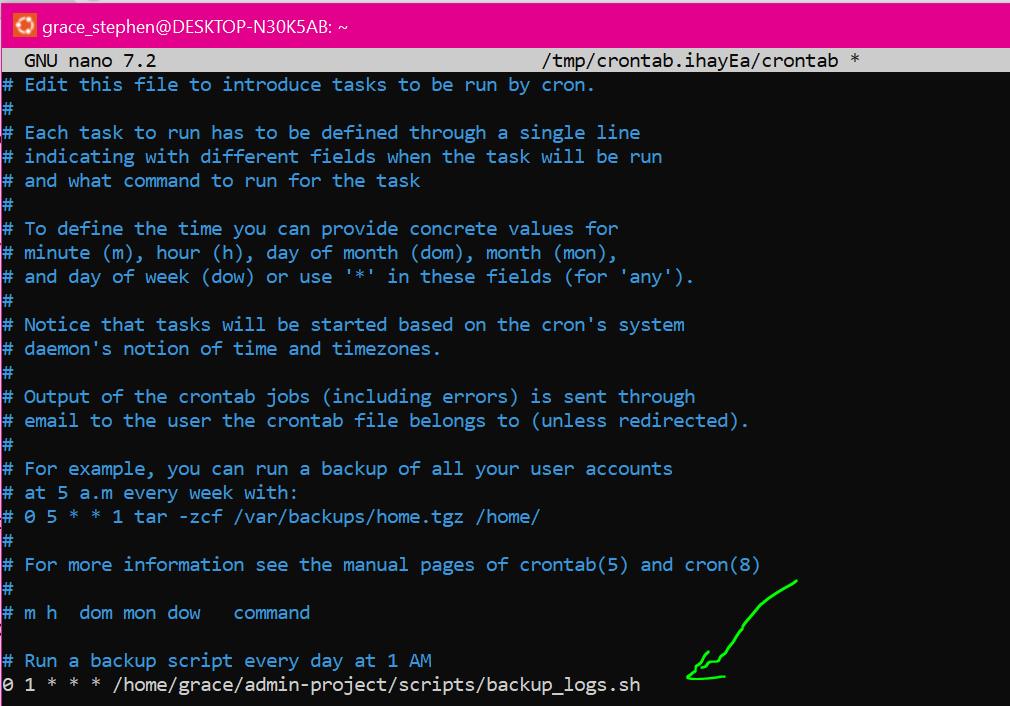 grace_stephen@DESKTOP-N30K5AB: ~
GNU nano 7.2 /tmp/crontab.ihayEa/crontab *
# Edit this file to introduce tasks to be run by cron.
#
# Each task to run has to be defined through a single line
# indicating with different fields when the task will be run
# and what command to run for the task
#
# To define the time you can provide concrete values for
# minute (m), hour (h), day of month (dom), month (mon),
# and day of week (dow) or use '*' in these fields (for 'any').
#
# Notice that tasks will be started based on the cron's system
# daemon's notion of time and timezones.
#
# Output of the crontab jobs (including errors) is sent through
# email to the user the crontab file belongs to (unless redirected).
#
# For example, you can run a backup of all your user accounts
# at 5 a.m every week with:
# 0 5 * * 1 tar -zcf /var/backups/home.tgz /home/
#
# For more information see the manual pages of crontab(5) and cron(8)
#
# m h  dom mon dow   command
# Run a backup script every day at 1 AM
0 1 * * * /home/grace/admin-project/scripts/backup_logs.sh